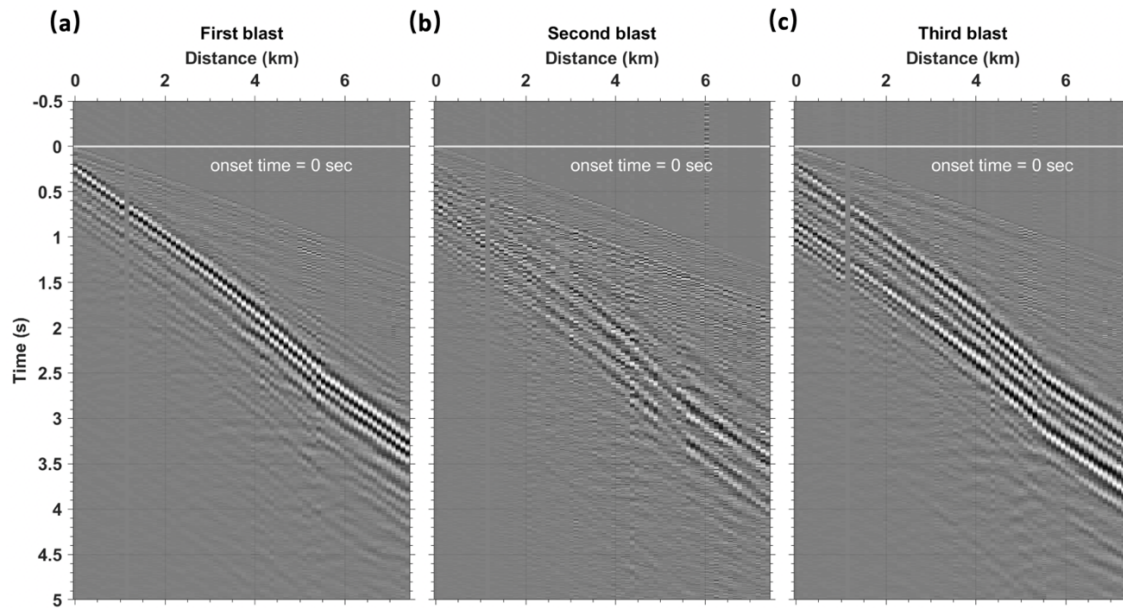 (a)
First blast
Distance (km)
0 2 4 6
(b)
Second blast
Distance (km)
0 2 4 6
(c)
Third blast
Distance (km)
0 2 4 6
Time (s)
-0.5
0
0.5
1
1.5
2
2.5
3
3.5
4
4.5
5
onset time = 0 sec
onset time = 0 sec
onset time = 0 sec